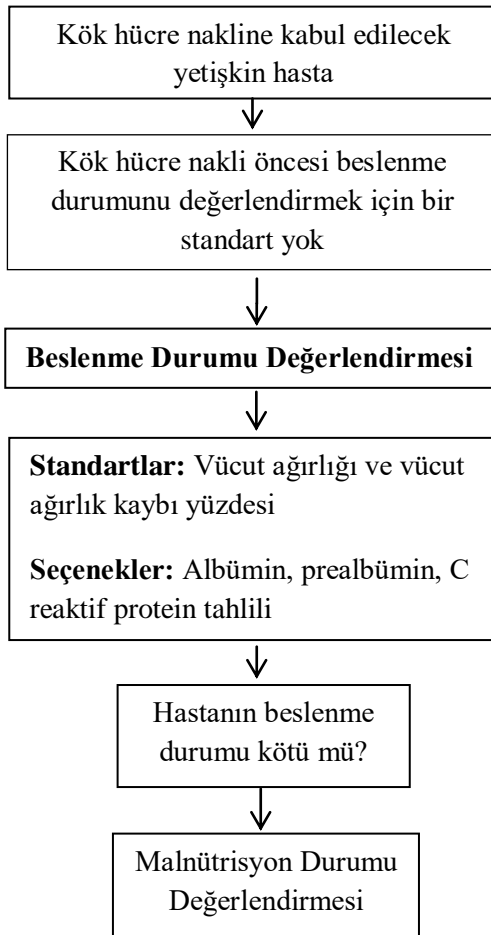 Kök hücre nakline kabul edilecek
yetişkin hasta
Kök hücre nakli öncesi beslenme
durumunu değerlendirmek için bir
standart yok
Beslenme Durumu Değerlendirmesi
Standartlar: Vücut ağırlığı ve vücut
ağırlık kaybı yüzdesi
Seçenekler: Albümin, prealbümin, C
reaktif protein tahlili
Hastanın beslenme
durumu kötü mü?
Malnütrisyon Durumu
Değerlendirmesi